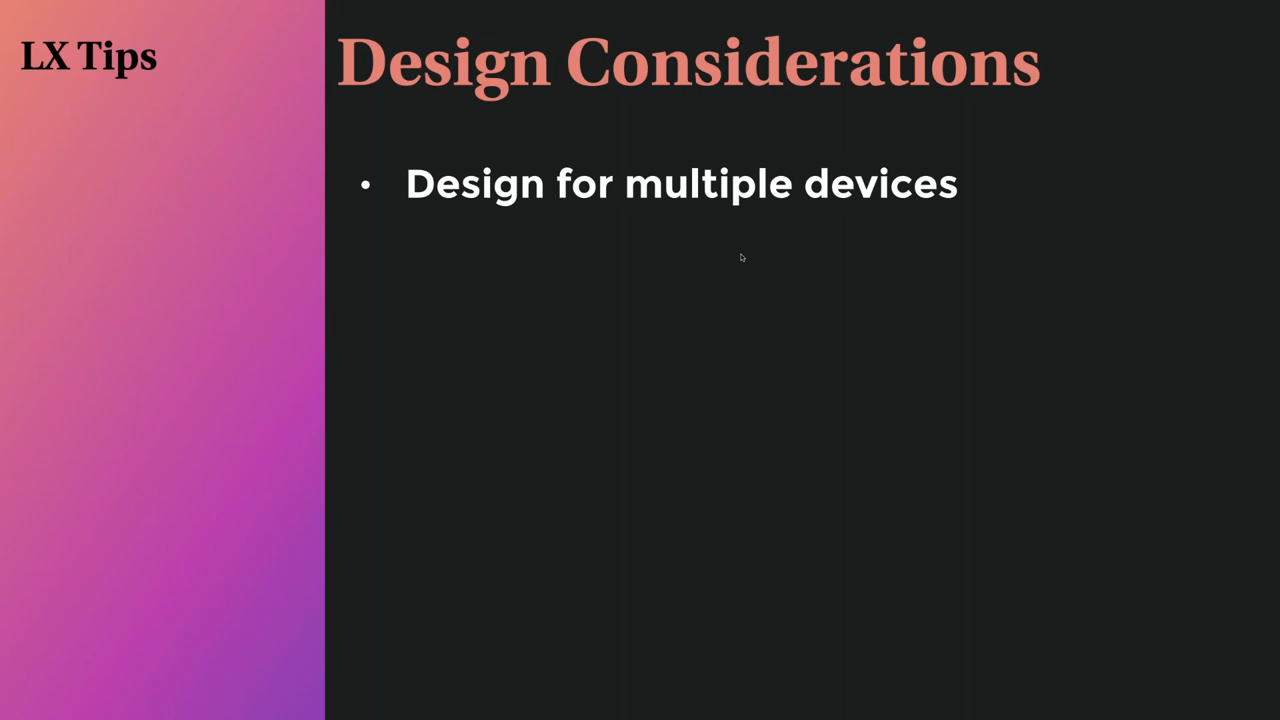 LX Tips
Design Considerations
• Design for multiple devices